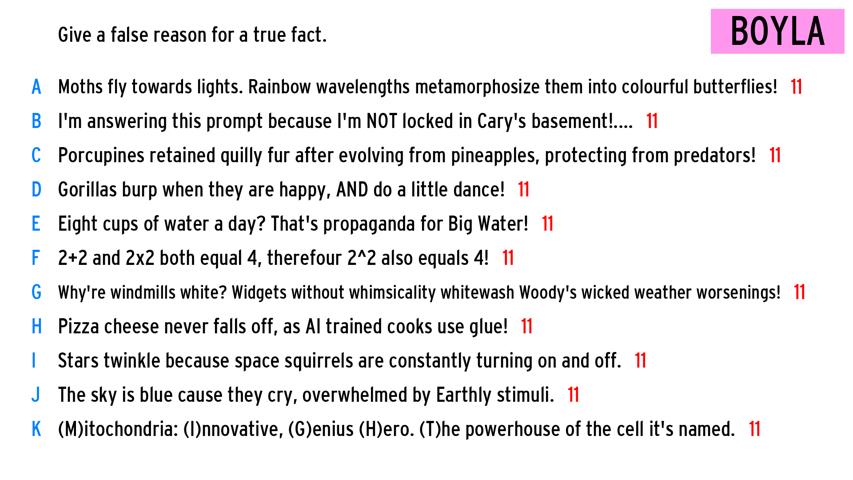 Give a false reason for a true fact.
BOYLA
A Moths fly towards lights. Rainbow wavelengths metamorphosize them into colourful butterflies! 11
B I'm answering this prompt because I'm NOT locked in Cary's basement!.... 11
C Porcupines retained quilly fur after evolving from pineapples, protecting from predators! 11
D Gorillas burp when they are happy, AND do a little dance! 11
E Eight cups of water a day? That's propaganda for Big Water! 11
F 2+2 and 2x2 both equal 4, therefour 2^2 also equals 4! 11
G Why're windmills white? Widgets without whimsicality whitewash Woody's wicked weather worsenings! 11
H Pizza cheese never falls off, as AI trained cooks use glue! 11
I Stars twinkle because space squirrels are constantly turning on and off. 11
J The sky is blue cause they cry, overwhelmed by Earthly stimuli. 11
K (M)itochondria: (I)nnovative, (G)enius (H)ero. (T)he powerhouse of the cell it's named. 11